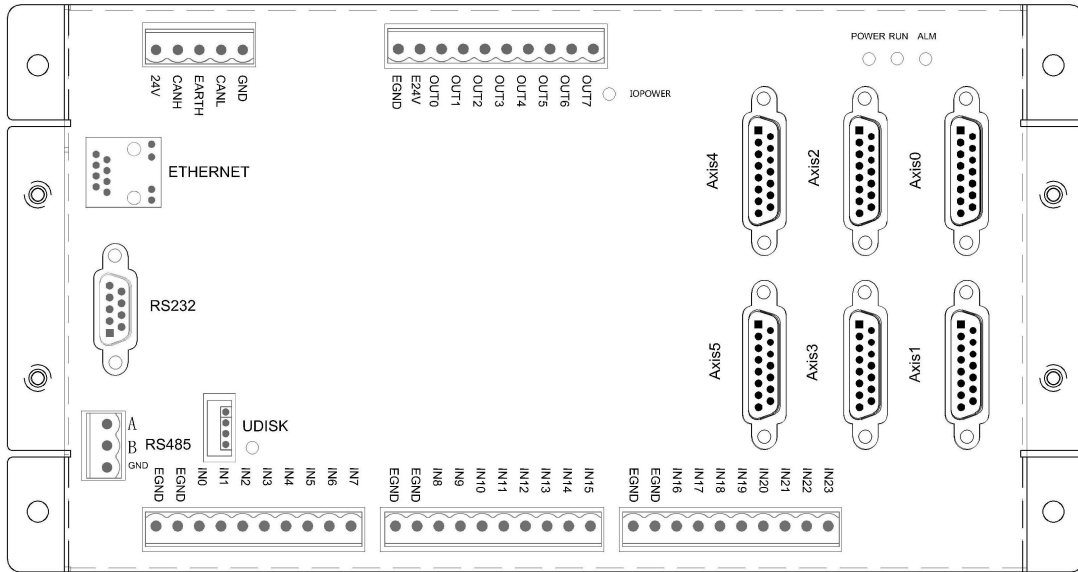 POWER RUN ALM
24V
CANH
EARTH
CANL
GND
EGND
E24V
OUT0
OUT1
OUT2
OUT3
OUT4
OUT5
OUT6
OUT7
IOPOWER
ETHERNET
Axis4
Axis2
Axis0
RS232
Axis5
Axis3
Axis1
A
B
GND
RS485
UDISK
EGND
EGND
IN0
IN1
IN2
IN3
IN4
IN5
IN6
IN7
EGND
EGND
IN8
IN9
IN10
IN11
IN12
IN13
IN14
IN15
EGND
EGND
IN16
IN17
IN18
IN19
IN20
IN21
IN22
IN23